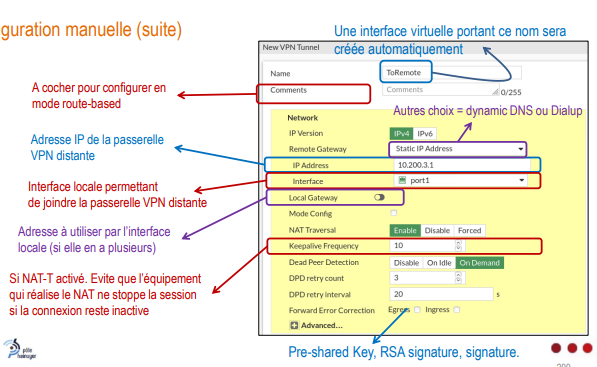 guration manuelle (suite)
Une interface virtuelle portant ce nom sera
créée automatiquement
New VPN Tunnel
Name
ToRemote
Comments
Comments
0/255
A cocher pour configurer en
mode route-based
Autres choix = dynamic DNS ou Dialup
Network
IP Version
IPv4 IPv6
Adresse IP de la passerelle
VPN distante
Remote Gateway
Static IP Address
IP Address
10.200.3.1
Interface locale permettant
de joindre la passerelle VPN distante
Interface
port1
Local Gateway
Mode Config
Adresse à utiliser par l'interface
locale (si elle en a plusieurs)
NAT Traversal
Enable Disable Forced
Keepalive Frequency
10
Si NAT-T activé. Evite que l'équipement
qui réalise le NAT ne stoppe la session
si la connexion reste inactive
Dead Peer Detection
Disable On Idle On Demand
DPD retry count
3
DPD retry interval
20
s
Forward Error Correction
Egress Ingress
Advanced...
Pre-shared Key, RSA signature, signature.
pôle